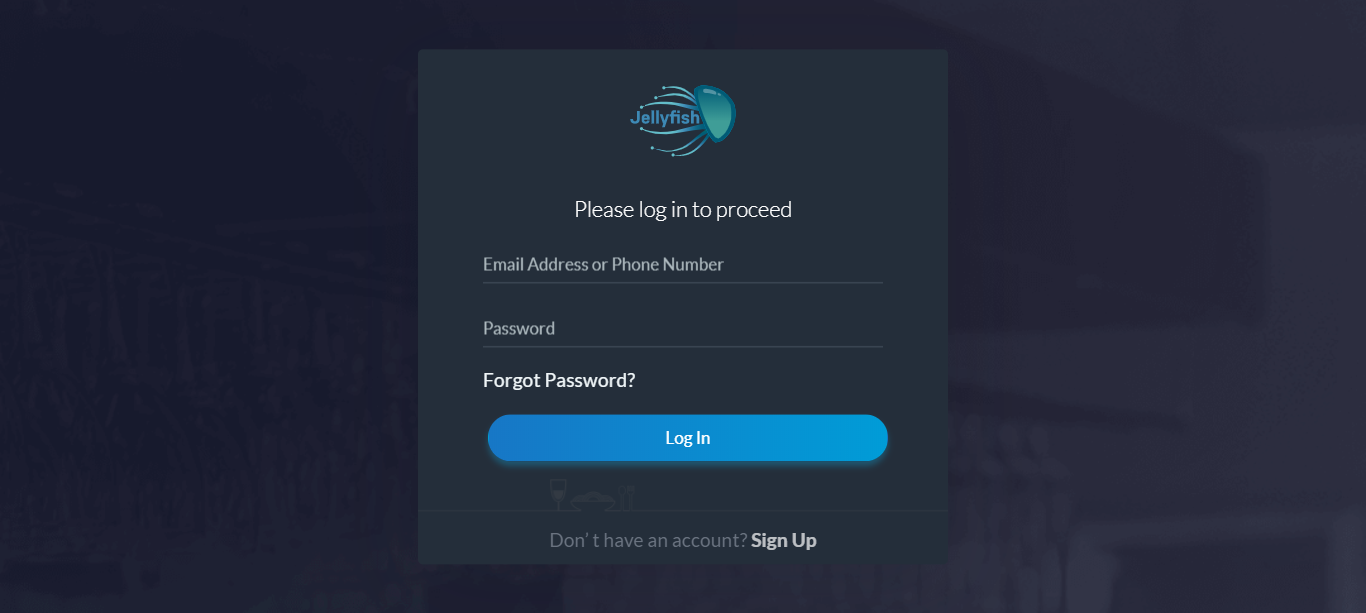 Jellyfish
Please log in to proceed
Email Address or Phone Number
Password
Forgot Password?
Log In
Don’ t have an account? Sign Up